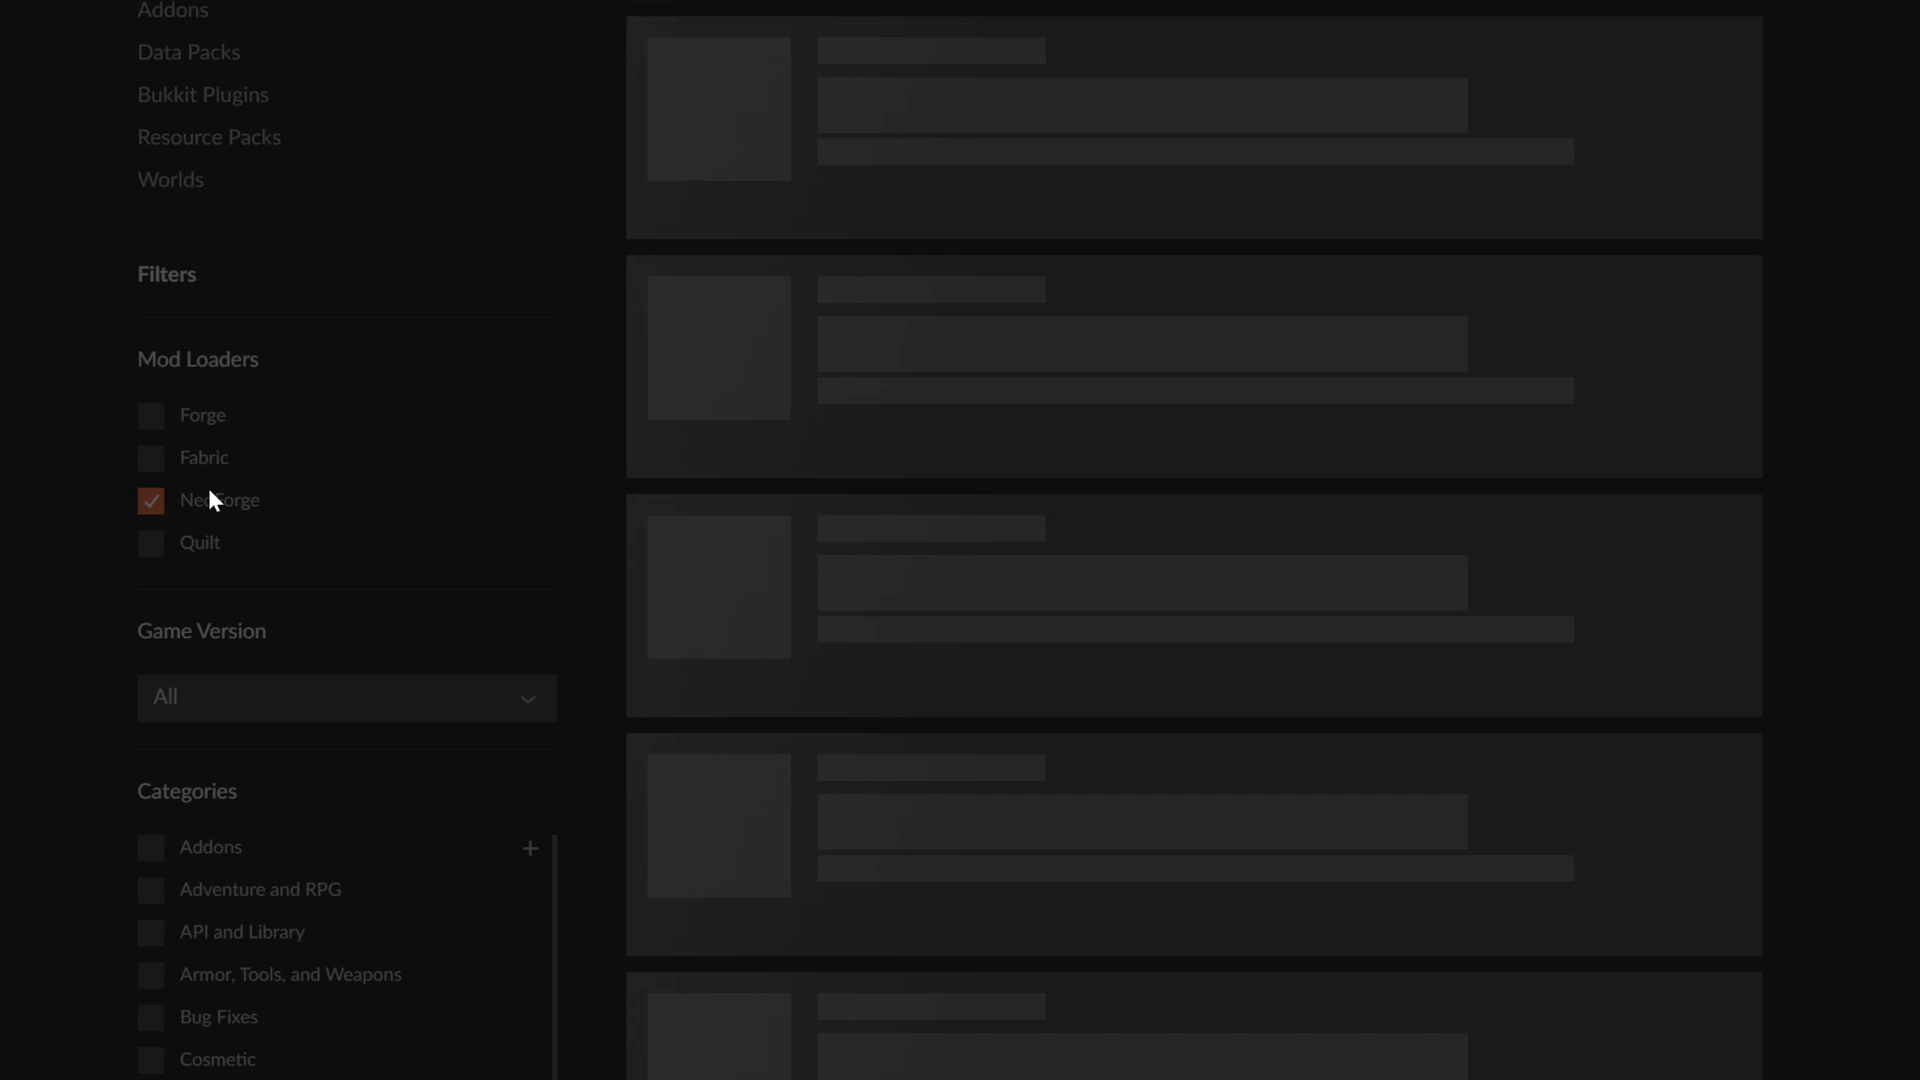 Addons
Data Packs
Bukkit Plugins
Resource Packs
Worlds
Filters
Mod Loaders
Forge
Fabric
NeoForge
Quilt
Game Version
All
Categories
Addons
Adventure and RPG
API and Library
Armor, Tools, and Weapons
Bug Fixes
Cosmetic